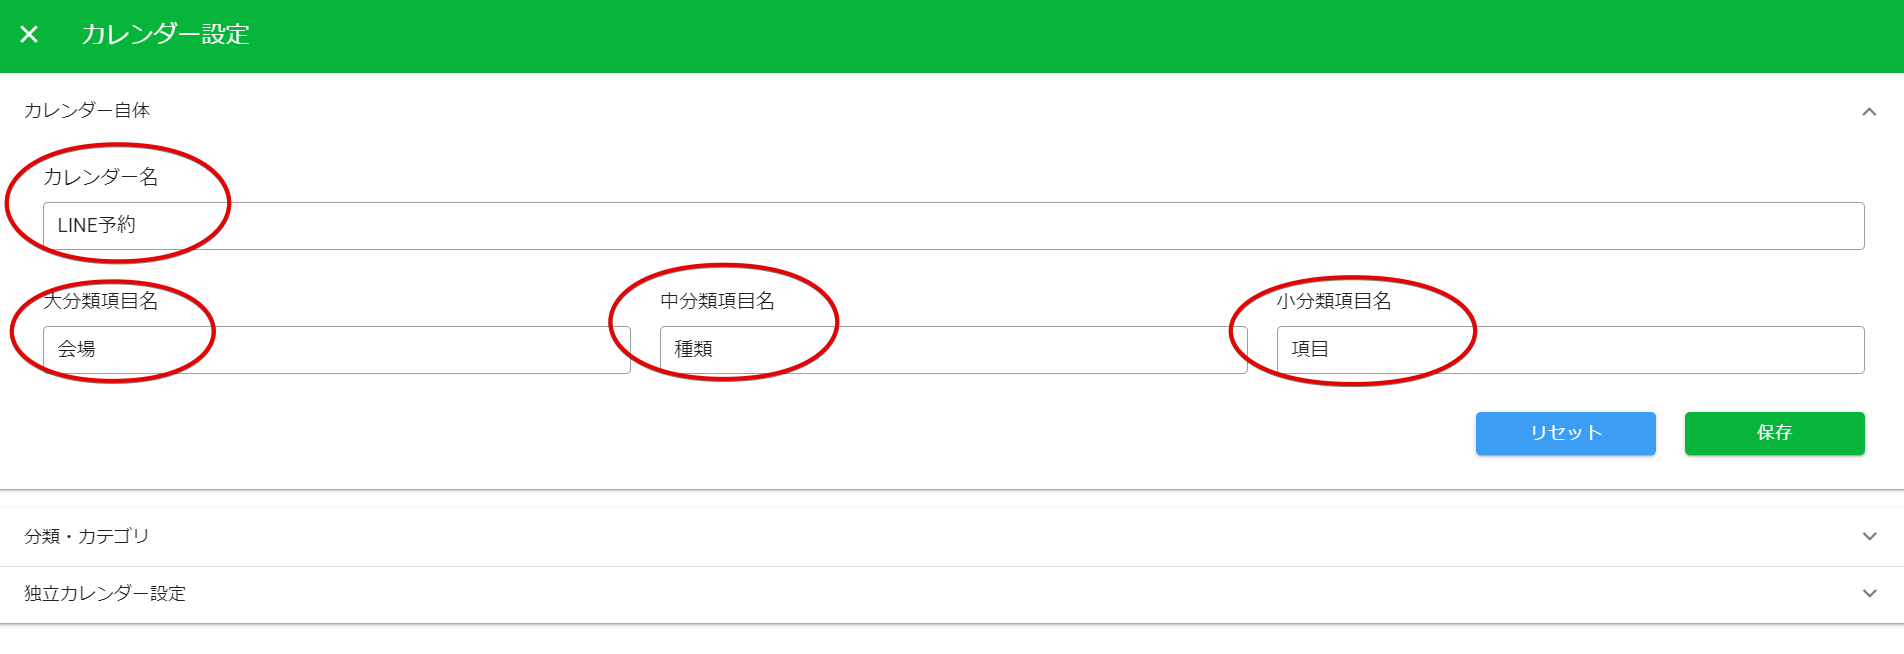 カレンダー設定
カレンダー自体
カレンダー名
LINE予約
大分類項目名 中分類項目名 小分類項目名
会場 種類 項目
リセット 保存
分類・カテゴリ
独立カレンダー設定